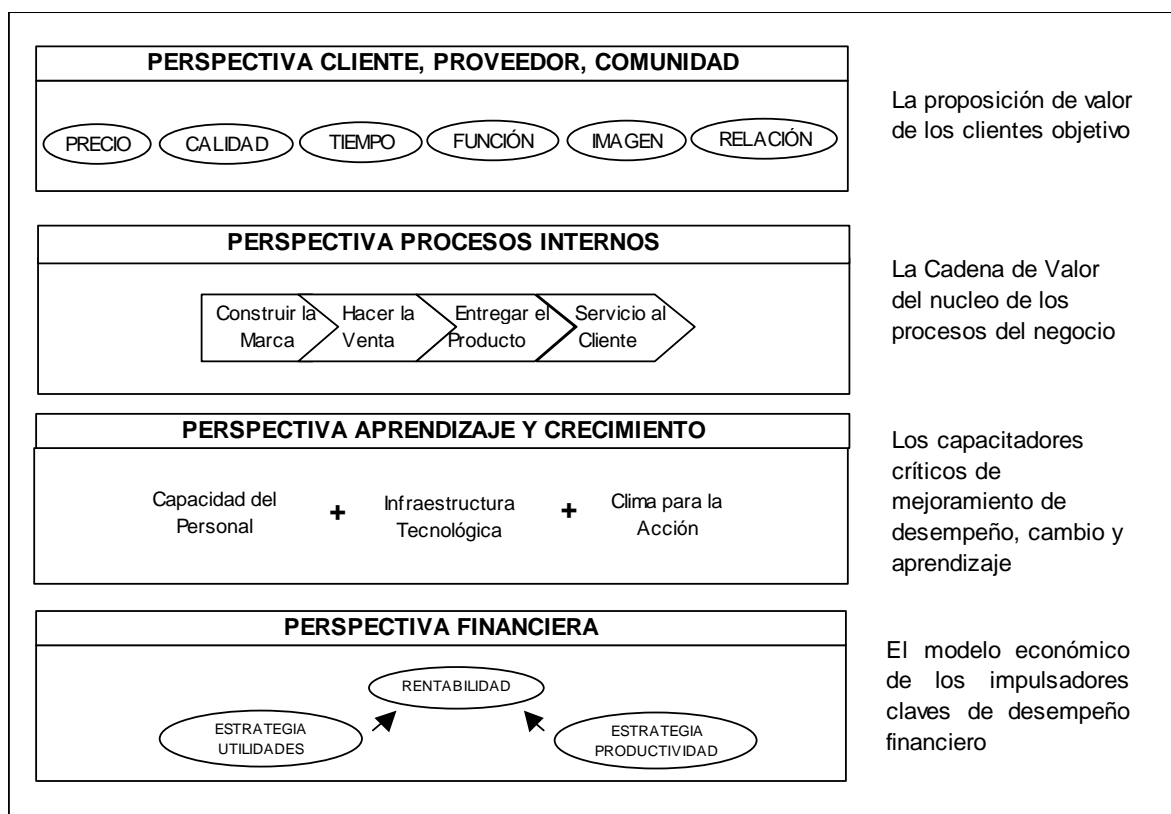 PERSPECTIVA CLIENTE, PROVEEDOR, COMUNIDAD
PRECIO
CALIDAD
TIEMPO
FUNCIÓN
IMAGEN
RELACIÓN
La proposición de valor
de los clientes objetivo
PERSPECTIVA PROCESOS INTERNOS
Construir la
Marca
Hacer la
Venta
Entregar el
Producto
Servicio al
Cliente
La Cadena de Valor
del nucleo de los
procesos del negocio
PERSPECTIVA APRENDIZAJE Y CRECIMIENTO
Capacidad del
Personal
+
Infraestructura
Tecnológica
+
Clima para la
Acción
Los capacitadores
críticos de
mejoramiento de
desempeño, cambio y
aprendizaje
PERSPECTIVA FINANCIERA
RENTABILIDAD
ESTRATEGIA
UTILIDADES
ESTRATEGIA
PRODUCTIVIDAD
El modelo económico
de los impulsadores
claves de desempeño
financiero